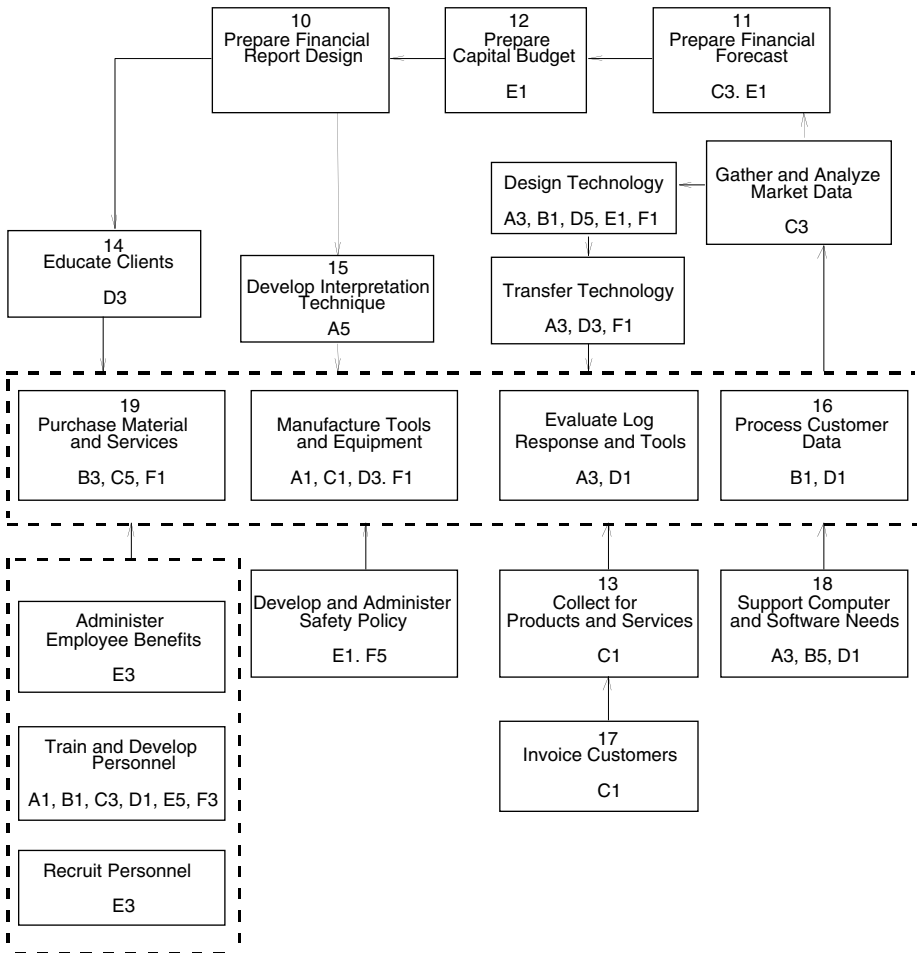 10
Prepare Financial
Report Design
12
Prepare
Capital Budget
E1
11
Prepare Financial
Forecast
C3. E1
Design Technology
A3, B1, D5, E1, F1
Gather and Analyze
Market Data
C3
14
Educate Clients
D3
15
Develop Interpretation
Technique
A5
Transfer Technology
A3, D3, F1
19
Purchase Material
and Services
B3, C5, F1
Manufacture Tools
and Equipment
A1, C1, D3. F1
Evaluate Log
Response and Tools
A3, D1
16
Process Customer
Data
B1, D1
Administer
Employee Benefits
E3
Develop and Administer
Safety Policy
E1. F5
13
Collect for
Products and Services
C1
18
Support Computer
and Software Needs
A3, B5, D1
Train and Develop
Personnel
A1, B1, C3, D1, E5, F3
17
Invoice Customers
C1
Recruit Personnel
E3